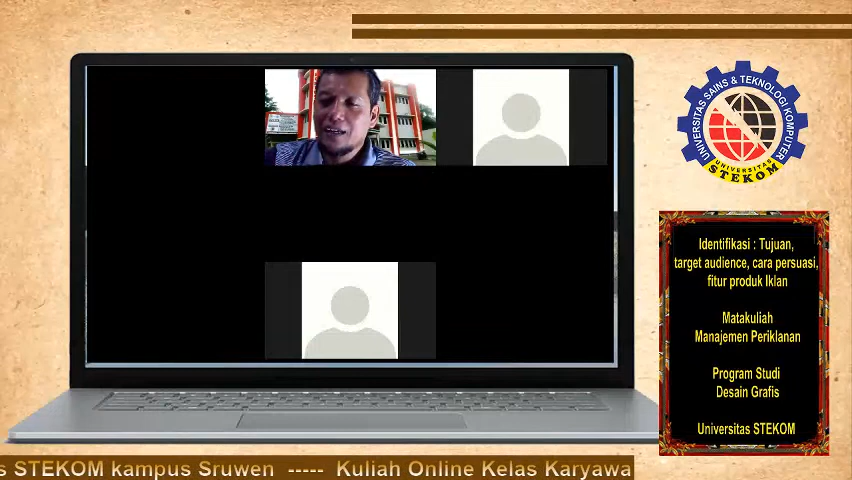 UNIVERSITAS SAINS & TEKNOLOGI KOMPUTER
UNIVERSITAS
STEKOM
Identifikasi : Tujuan,
target audience, cara persuasi,
fitur produk Iklan
Matakuliah
Manajemen Periklanan
Program Studi
Desain Grafis
Universitas STEKOM
s STEKOM kampus Sruwen ----- Kuliah Online Kelas Karyawa